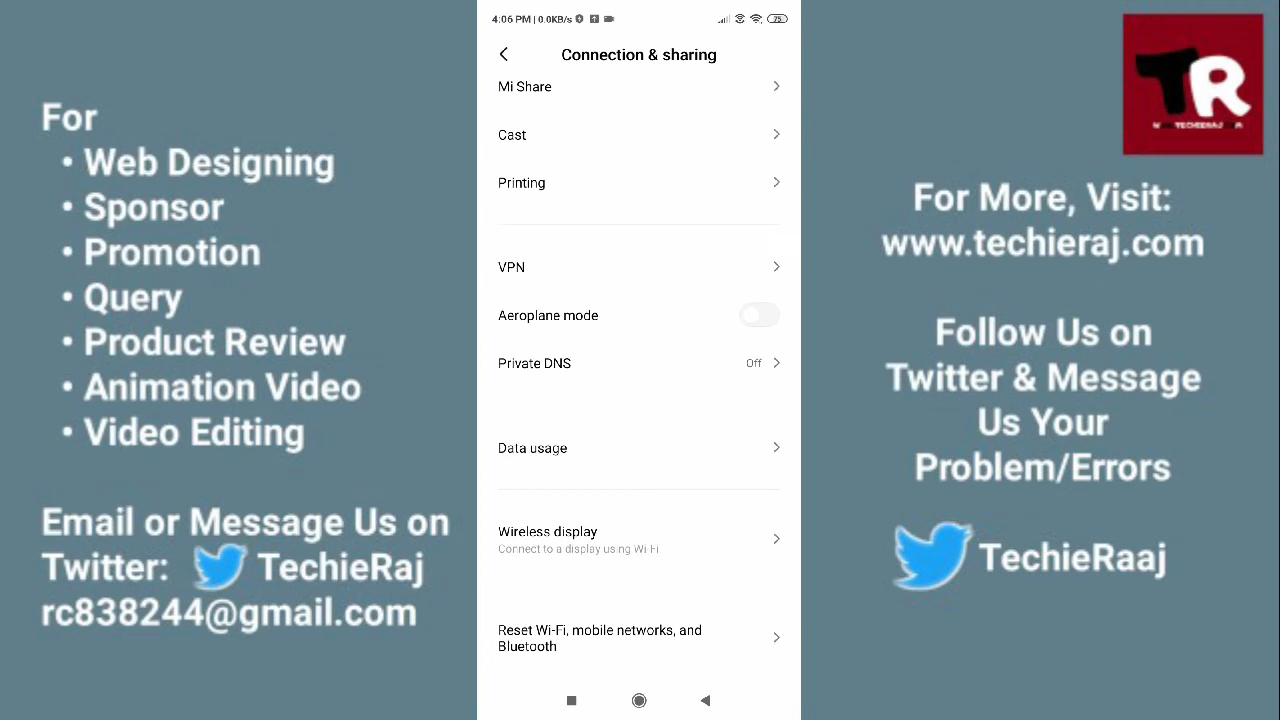 For
• Web Designing
• Sponsor
• Promotion
• Query
• Product Review
• Animation Video
• Video Editing
Email or Message Us on
Twitter: TechieRaj
rc838244@gmail.com
4:06 PM | 0.0KB/s
75
Connection & sharing
Mi Share
Cast
Printing
VPN
Aeroplane mode
Private DNS
Off
Data usage
Wireless display
Connect to a display using Wi-Fi
Reset Wi-Fi, mobile networks, and
Bluetooth
TR
For More, Visit:
www.techieraj.com
Follow Us on
Twitter & Message
Us Your
Problem/Errors
TechieRaaj